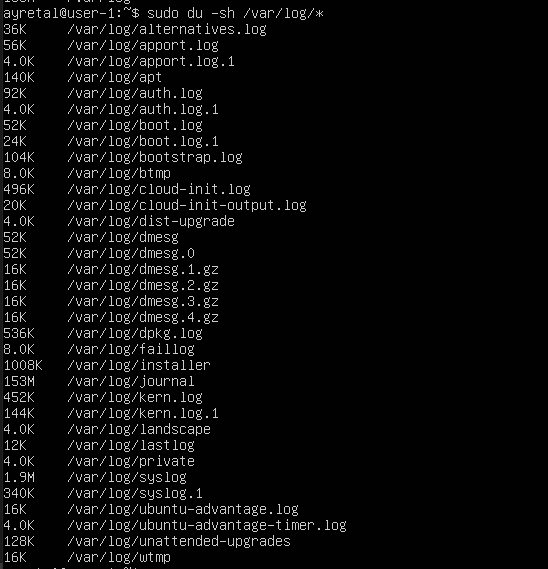 ayretal@user-1:~$ sudo du -sh /var/log/*
36K /var/log/alternatives.log
56K /var/log/apport.log
4.0K /var/log/apport.log.1
140K /var/log/apt
92K /var/log/auth.log
4.0K /var/log/auth.log.1
52K /var/log/boot.log
24K /var/log/boot.log.1
104K /var/log/bootstrap.log
8.0K /var/log/btmp
496K /var/log/cloud-init.log
20K /var/log/cloud-init-output.log
4.0K /var/log/dist-upgrade
52K /var/log/dmesg
52K /var/log/dmesg.0
16K /var/log/dmesg.1.gz
16K /var/log/dmesg.2.gz
16K /var/log/dmesg.3.gz
16K /var/log/dmesg.4.gz
536K /var/log/dpkg.log
8.0K /var/log/faillog
1008K /var/log/installer
153M /var/log/journal
452K /var/log/kern.log
144K /var/log/kern.log.1
4.0K /var/log/landscape
12K /var/log/lastlog
4.0K /var/log/private
1.9M /var/log/syslog
340K /var/log/syslog.1
16K /var/log/ubuntu-advantage.log
4.0K /var/log/ubuntu-advantage-timer.log
128K /var/log/unattended-upgrades
16K /var/log/wtmp